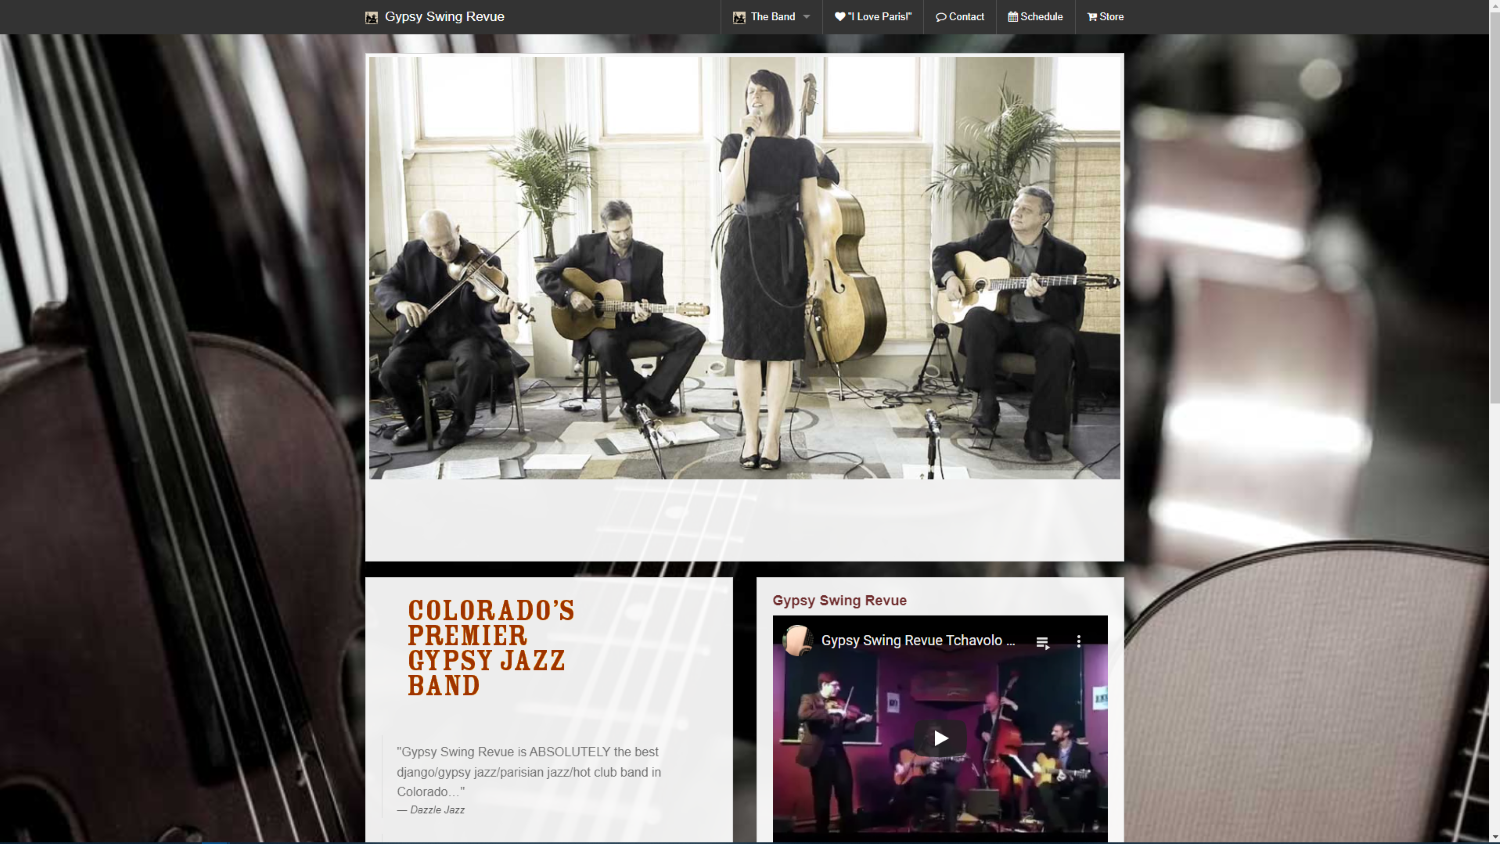 Gypsy Swing Revue
The Band
"I Love Paris!"
Contact
Schedule
Store
COLORADO'S
PREMIER
GYPSY JAZZ
BAND
"Gypsy Swing Revue is ABSOLUTELY the best
django/gypsy jazz/parisian jazz/hot club band in
Colorado…"
— Dazzle Jazz
Gypsy Swing Revue
Gypsy Swing Revue Tchavolo ...